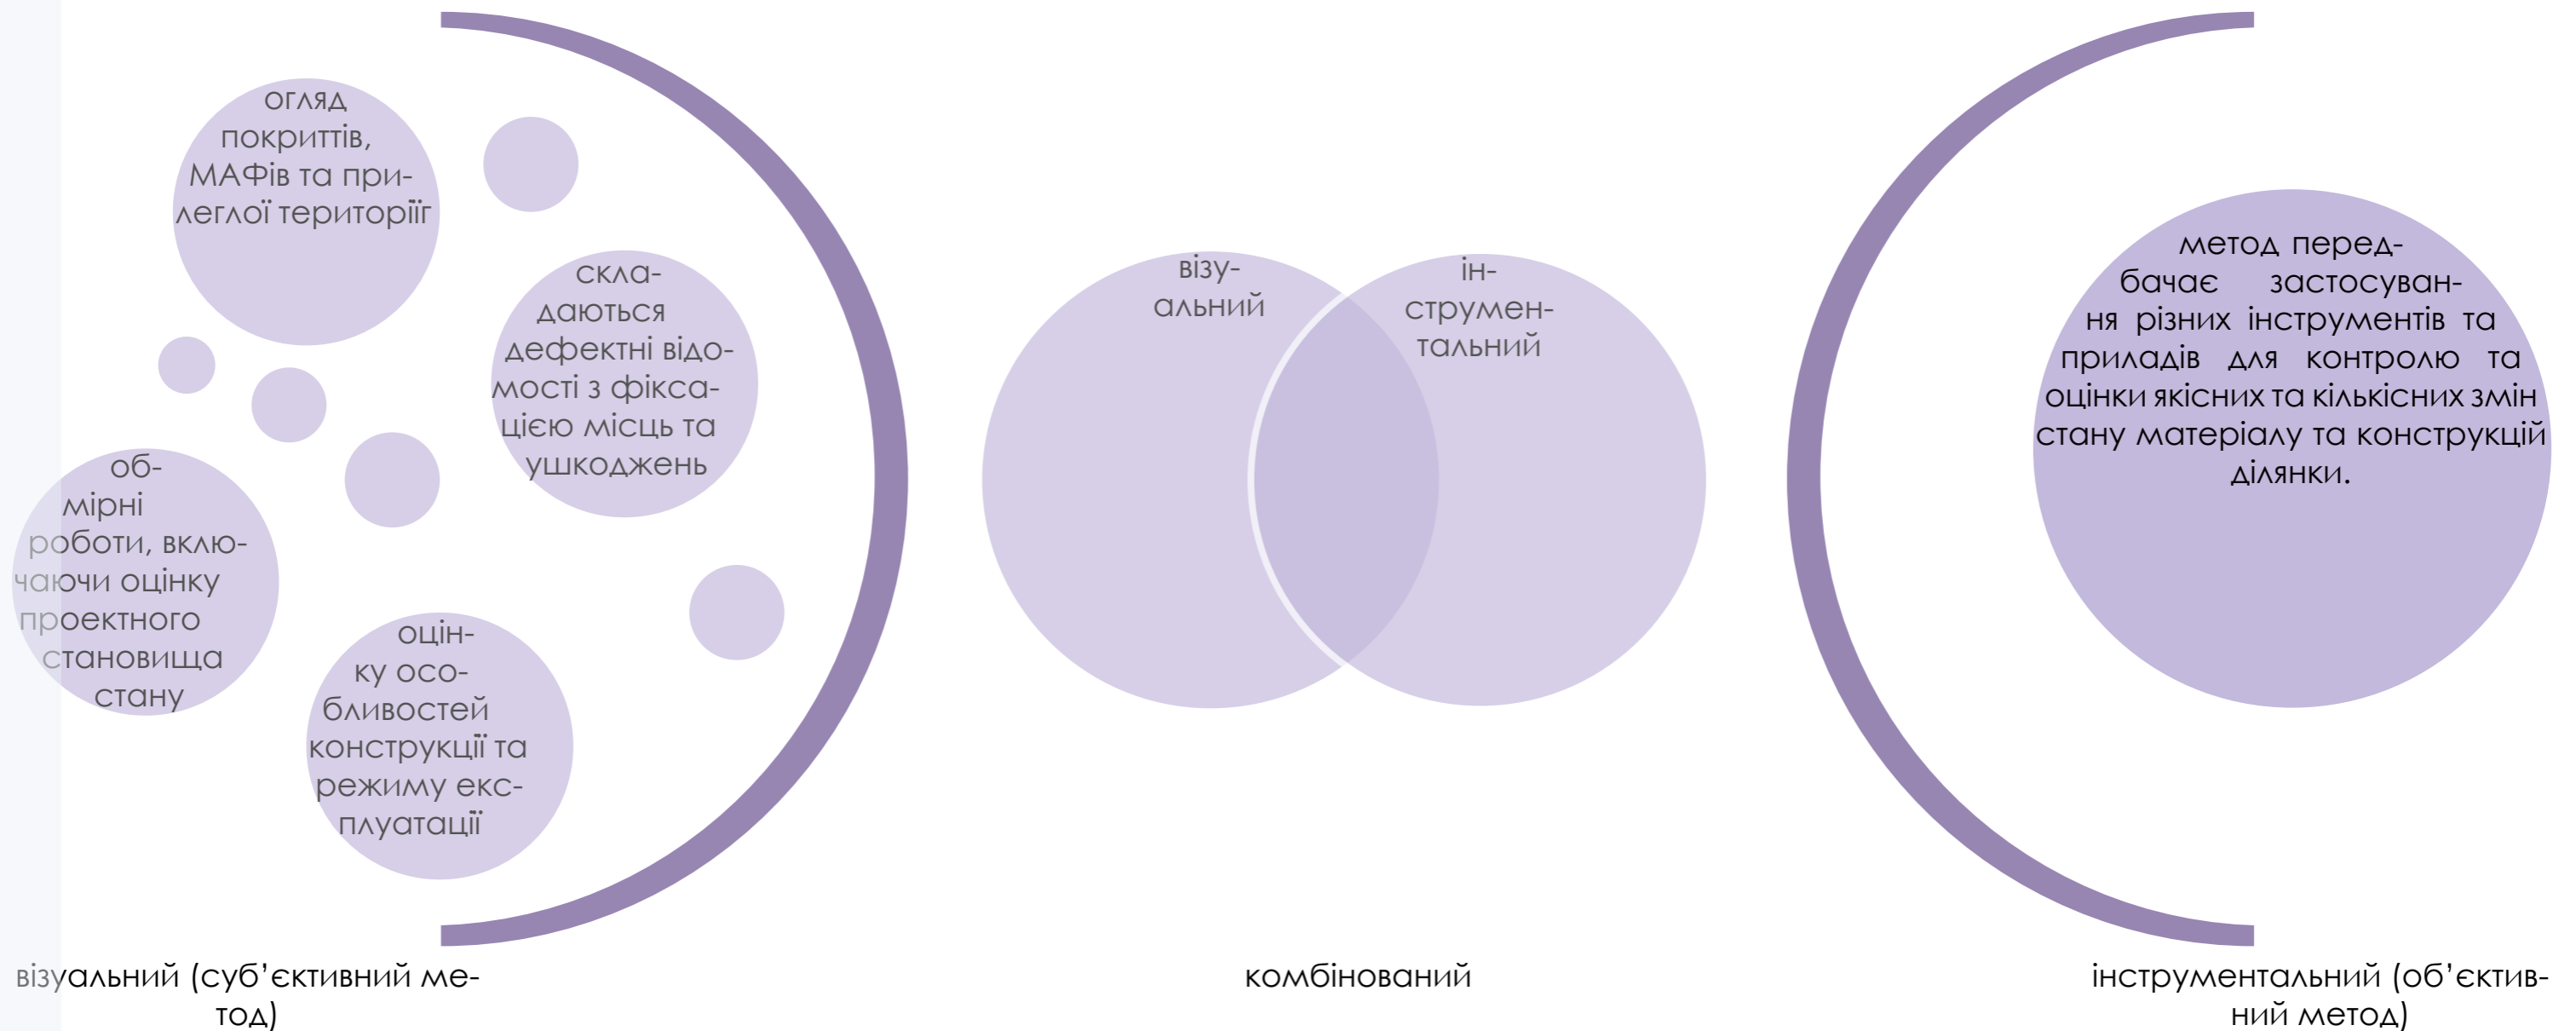 огляд
покриттів,
МАФів та при-
леглої біля територіїг
скла-
даються
дефектні відо-
мості з фікса-
цією місць та
ушкоджень
об-
мірні
роботи, вклю-
чаючи оцінку
проектного
становища
стану
оцін-
ку осо-
бливостей
конструкції та
режиму екс-
плуатації
візуальний (суб’єктивний ме-
тод)
візу-
альний
ін-
струмен-
тальний
комбінований
метод перед-
бачає застосуван-
ня різних інструментів та
приладів для контролю та
оцінки якісних та кількісних змін
стану матеріалу та конструкцій
ділянки.
інструментальний (об’єктив-
ний метод)